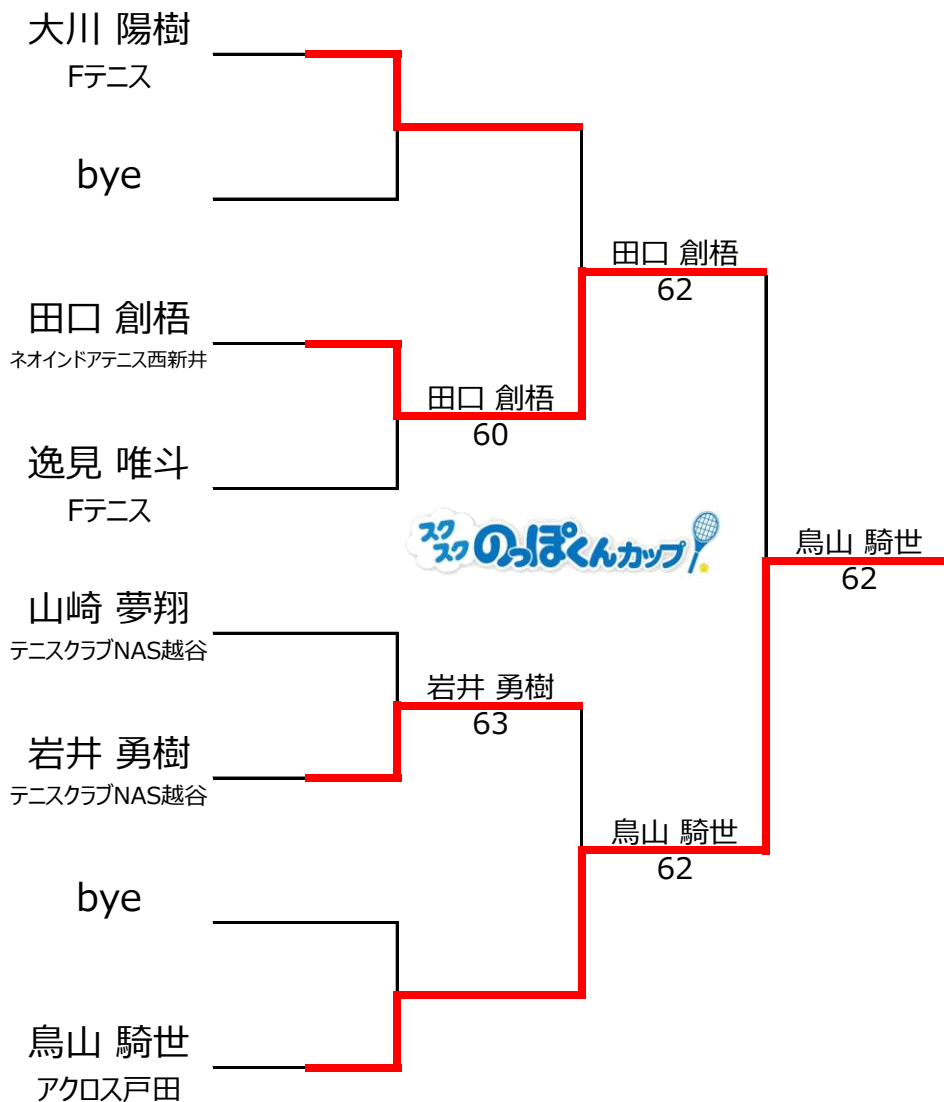 大川 陽樹
Fテニス
bye
田口 創梧
62
田口 創梧
ネオインドアテニス西新井
田口 創梧
60
逸見 唯斗
Fテニス
スクスクのっぽくんカップ
鳥山 騎世
62
山崎 夢翔
テニスクラブNAS越谷
岩井 勇樹
63
岩井 勇樹
テニスクラブNAS越谷
鳥山 騎世
62
bye
鳥山 騎世
アクロス戸田